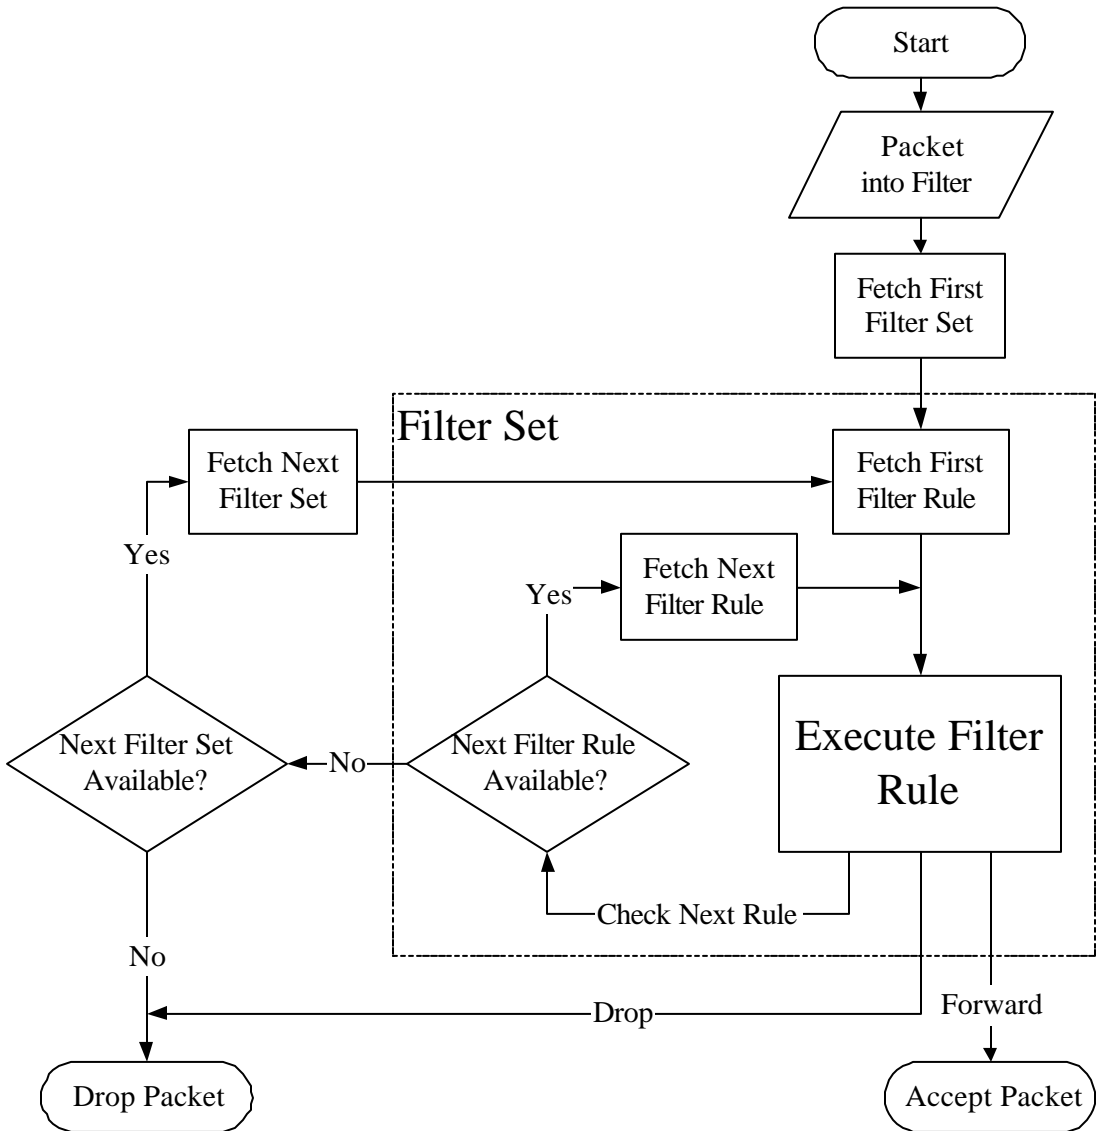 Start
Packet
into Filter
Fetch First
Filter Set
Filter Set
Fetch Next
Filter Set
Fetch First
Filter Rule
Yes
Fetch Next
Filter Rule
Yes
Next Filter Set
Available?
No
Next Filter Rule
Available?
Execute Filter
Rule
Check Next Rule
No
Drop
Forward
Drop Packet
Accept Packet